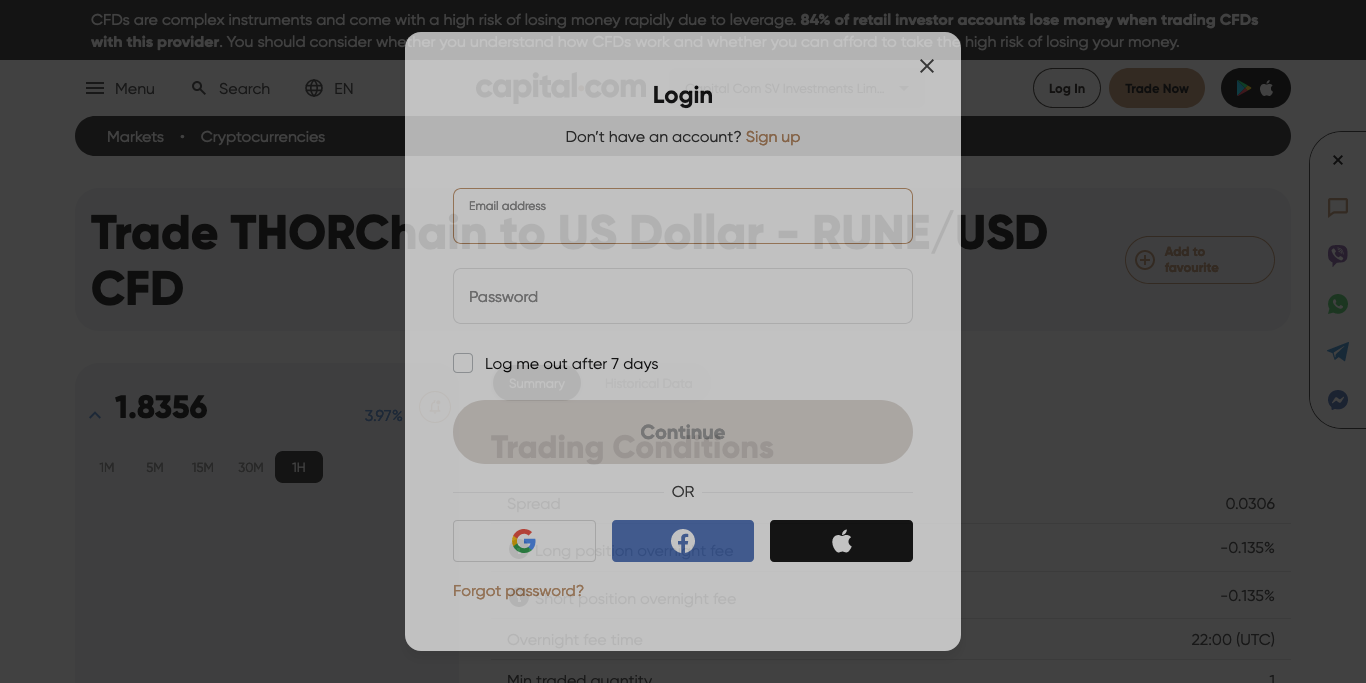 CFDs are complex instruments and come with a high risk of losing money rapidly due to leverage. 84% of retail investor accounts lose money when trading CFDs
with this provider. You should consider whether you understand how CFDs work and whether you can afford to take the high risk of losing your money.
Menu
Search
EN
capital.com
Capital Com SV Investments Lim...
Log In
Trade Now
Markets • Cryptocurrencies
Login
Don't have an account? Sign up
Email address
Trade THORChain to US Dollar - RUNE/USD
CFD
Add to
favourite
Password
Log me out after 7 days
Summary
Historical Data
1.8356
3.97%
Continue
Trading Conditions
1M 5M 15M 30M 1H
OR
Spread 0.0306
Long position overnight fee -0.135%
Forgot password?
Short position overnight fee -0.135%
Overnight fee time 22:00 (UTC)
Min traded quantity 1